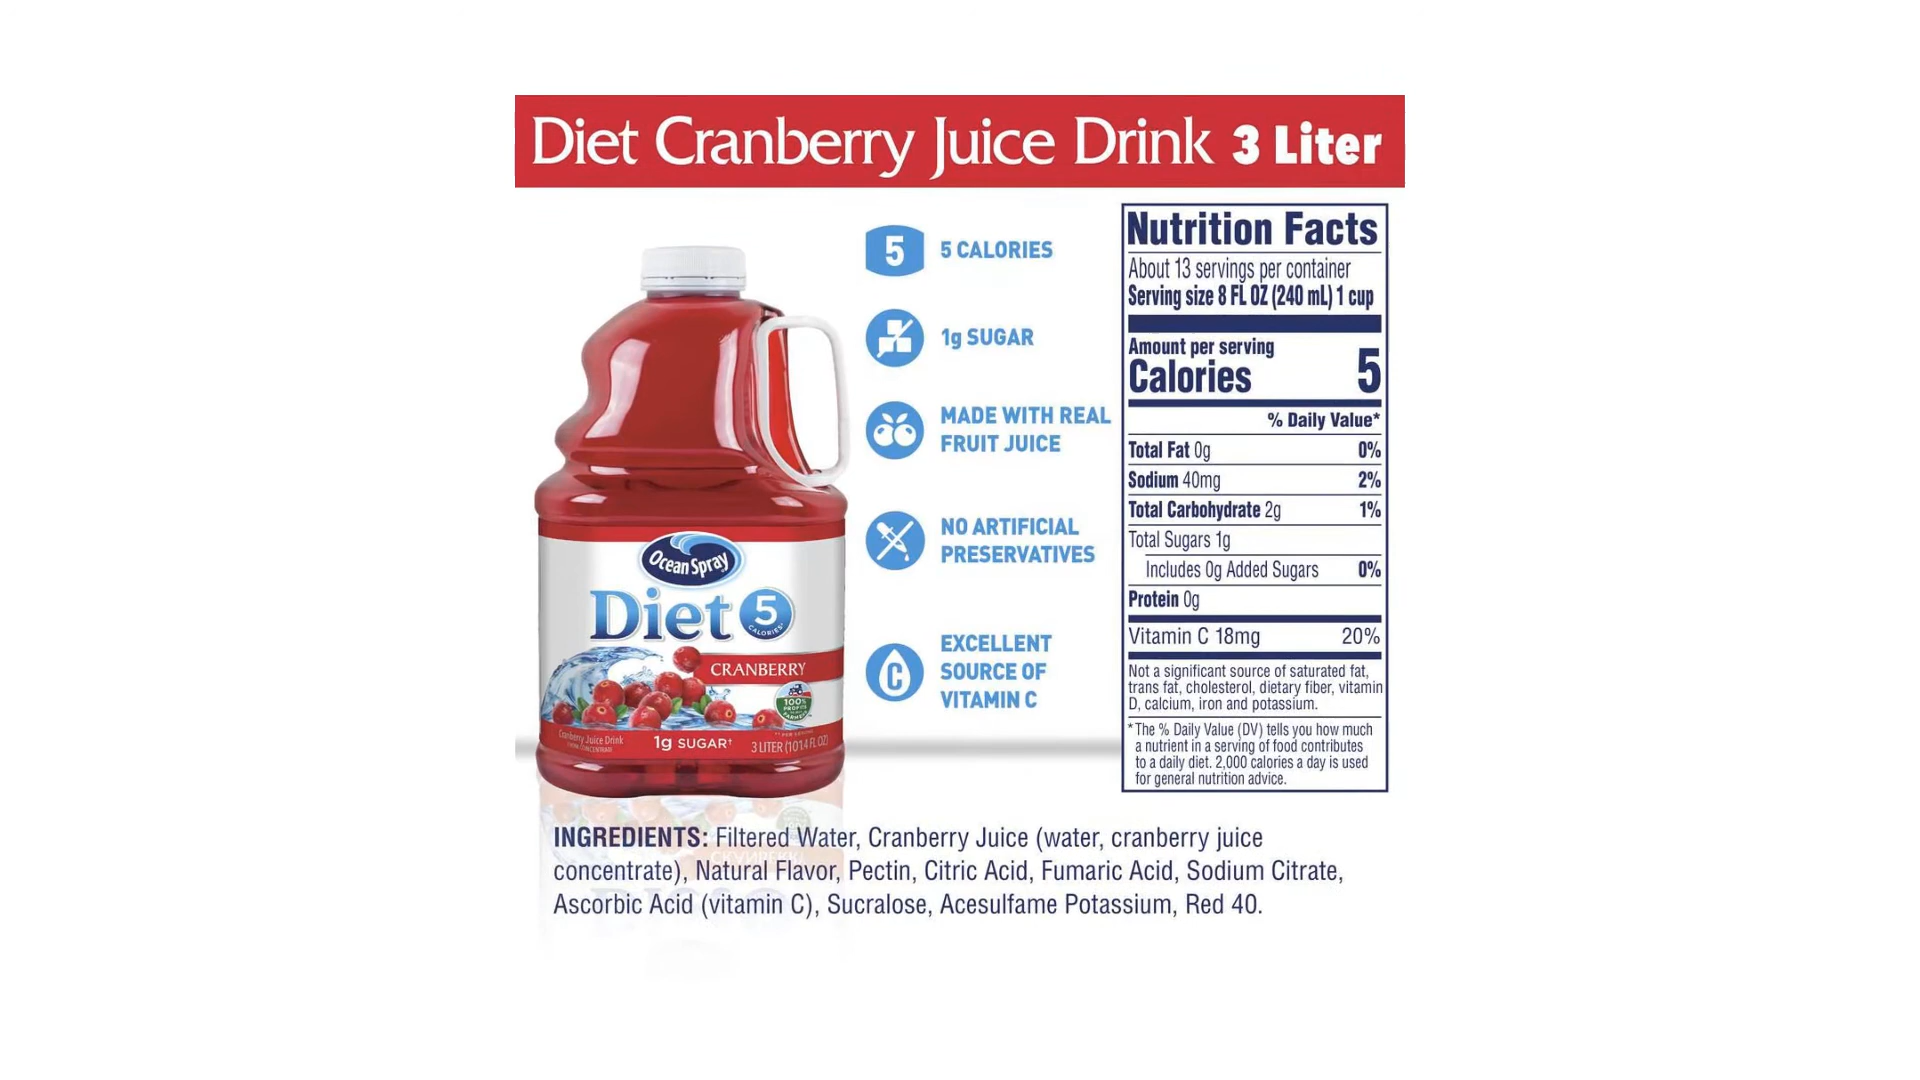 Diet Cranberry Juice Drink 3 Liter
5
5 CALORIES
1g SUGAR
MADE WITH REAL
FRUIT JUICE
NO ARTIFICIAL
PRESERVATIVES
C
EXCELLENT
SOURCE OF
VITAMIN C
Ocean Spray
Diet 5
CALORIES
CRANBERRY
100%
PROFITS
FARMERS
Cranberry Juice Drink
FROM CONCENTRATE
1g SUGAR†
3 LITER (101.4 FL OZ)
Nutrition Facts
About 13 servings per container
Serving size 8 FL OZ (240 mL) 1 cup
Amount per serving
Calories 5
% Daily Value*
Total Fat 0g 0%
Sodium 40mg 2%
Total Carbohydrate 2g 1%
Total Sugars 1g
Includes 0g Added Sugars 0%
Protein 0g
Vitamin C 18mg 20%
Not a significant source of saturated fat,
trans fat, cholesterol, dietary fiber, vitamin
D, calcium, iron and potassium.
*The % Daily Value (DV) tells you how much
a nutrient in a serving of food contributes
to a daily diet. 2,000 calories a day is used
for general nutrition advice.
INGREDIENTS: Filtered Water, Cranberry Juice (water, cranberry juice
concentrate), Natural Flavor, Pectin, Citric Acid, Fumaric Acid, Sodium Citrate,
Ascorbic Acid (vitamin C), Sucralose, Acesulfame Potassium, Red 40.